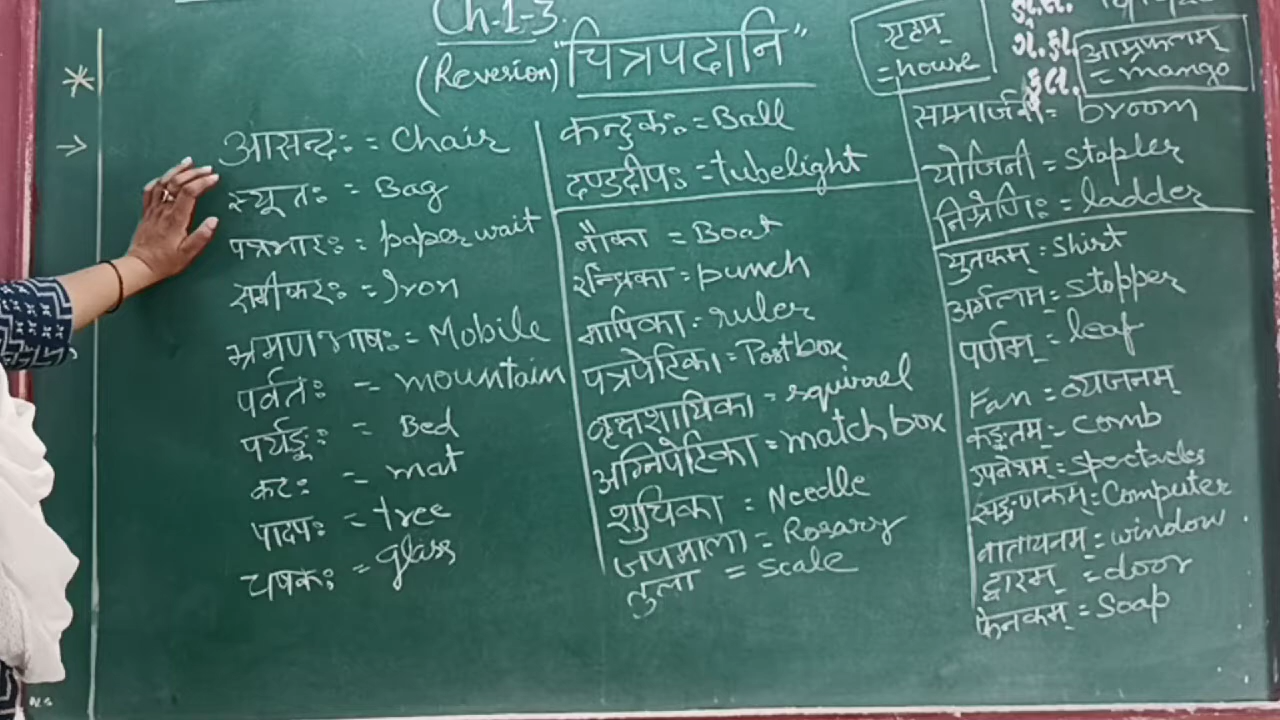 Ch-1-3.
(Reversion) "चित्रपदानि"
गृहम्
=house
आम्रफलम्
= mango
आसन्दः = Chair
स्यूतः = Bag
पत्रभारः = paper wait
= Iron
भ्रमणभाषः = Mobile
पर्वतः = mountain
पर्यङ्कः = Bed
कटः = mat
पादपः = tree
चषकः = glass
कन्दुकः = Ball
दण्डदीपः = tubelight
नौका = Boat
रन्ध्रिका = punch
मापिका = ruler
पत्रपेटिका = Postbox
वृक्षशायिका = squirrel
अग्निपेटिका = match box
शुचिका = Needle
जपमाला = Rosary
तुला = scale
सम्मार्जनी = broom
योजिनी = stapler
निश्रेणिः = ladder
युतकम् = Shirt
अर्गलम् = stopper
पर्णम् = leaf
Fan = व्यजनम्
कङ्कतम् = comb
उपनेत्रम् = spectacles
सङ्गणकम् = Computer
वातायनम् = window
द्वारम् = door
फेनकम् = Soap